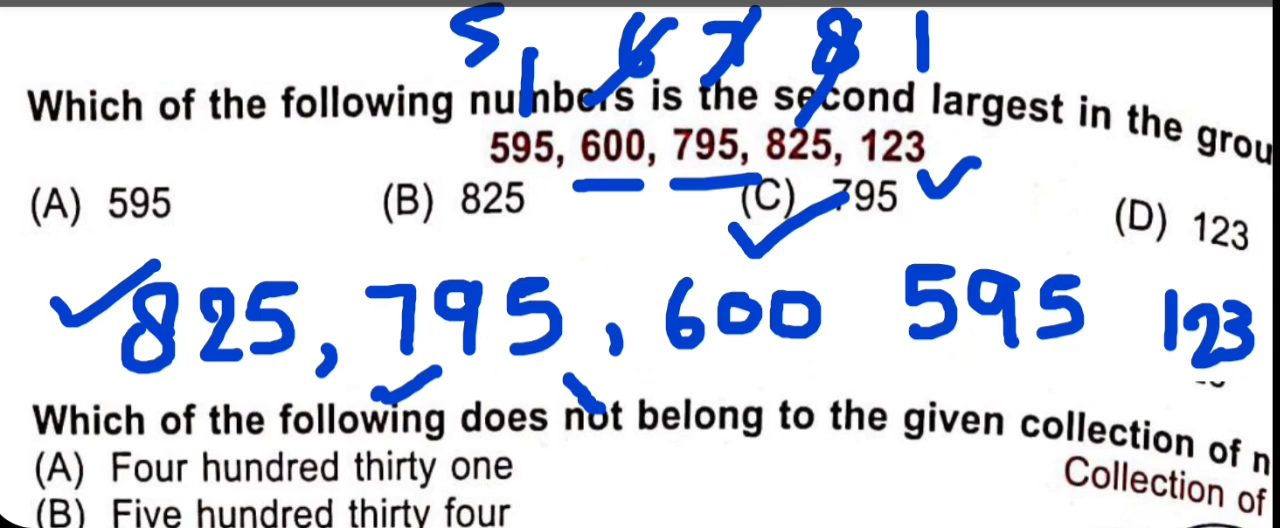 5 1 6 7 8 1
Which of the following numbers is the second largest in the grou
595, 600, 795, 825, 123
(A) 595 (B) 825 (C) 795 (D) 123
825, 795, 600 595 123
Which of the following does not belong to the given collection of n
(A) Four hundred thirty one
Collection of
(B) Five hundred thirty four